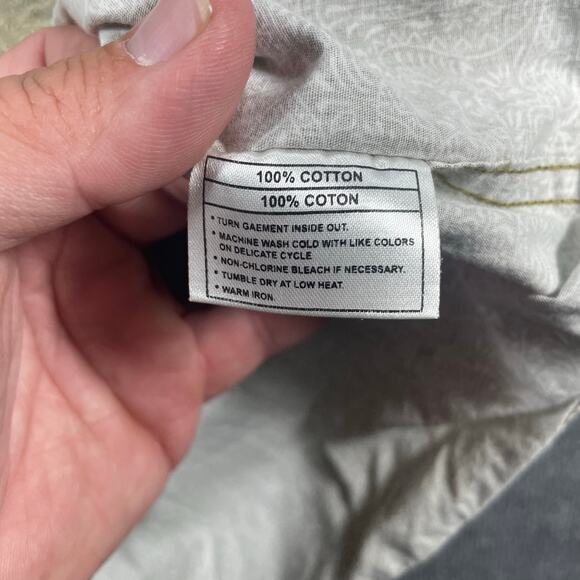 100% COTTON
100% COTON
* TURN GAEMENT INSIDE OUT.
* MACHINE WASH COLD WITH LIKE COLORS
ON DELICATE CYCLE
* NON-CHLORINE BLEACH IF NECESSARY.
* TUMBLE DRY AT LOW HEAT.
* WARM IRON.